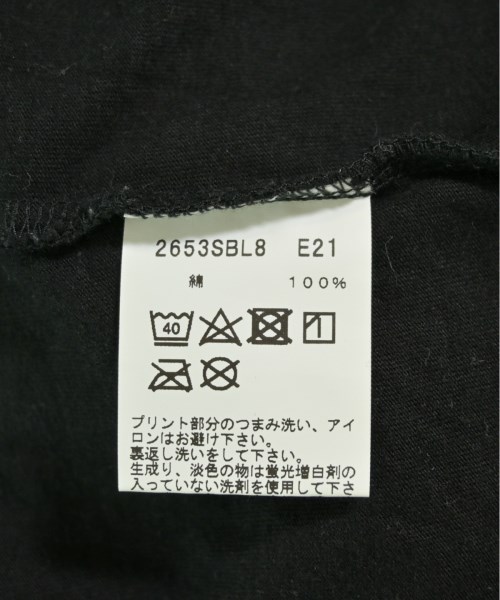 2653SBL8 E21
綿 100%
40
プリント部分のつまみ洗い、アイ
ロンはお避け下さい。
裏返し洗いをして下さい。
生成り、淡色の物は蛍光増白剤の
入っていない洗剤を使用して下さ